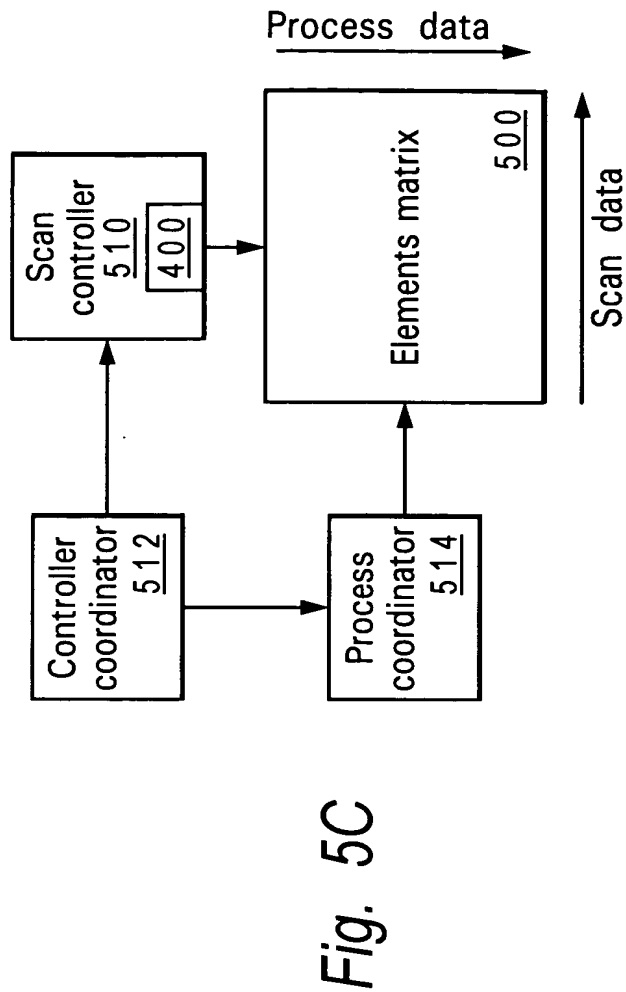 Process data
Scan
controller
510
400
Elements matrix
500
Scan data
Controller
coordinator
512
Process
coordinator
514
Fig. 5C